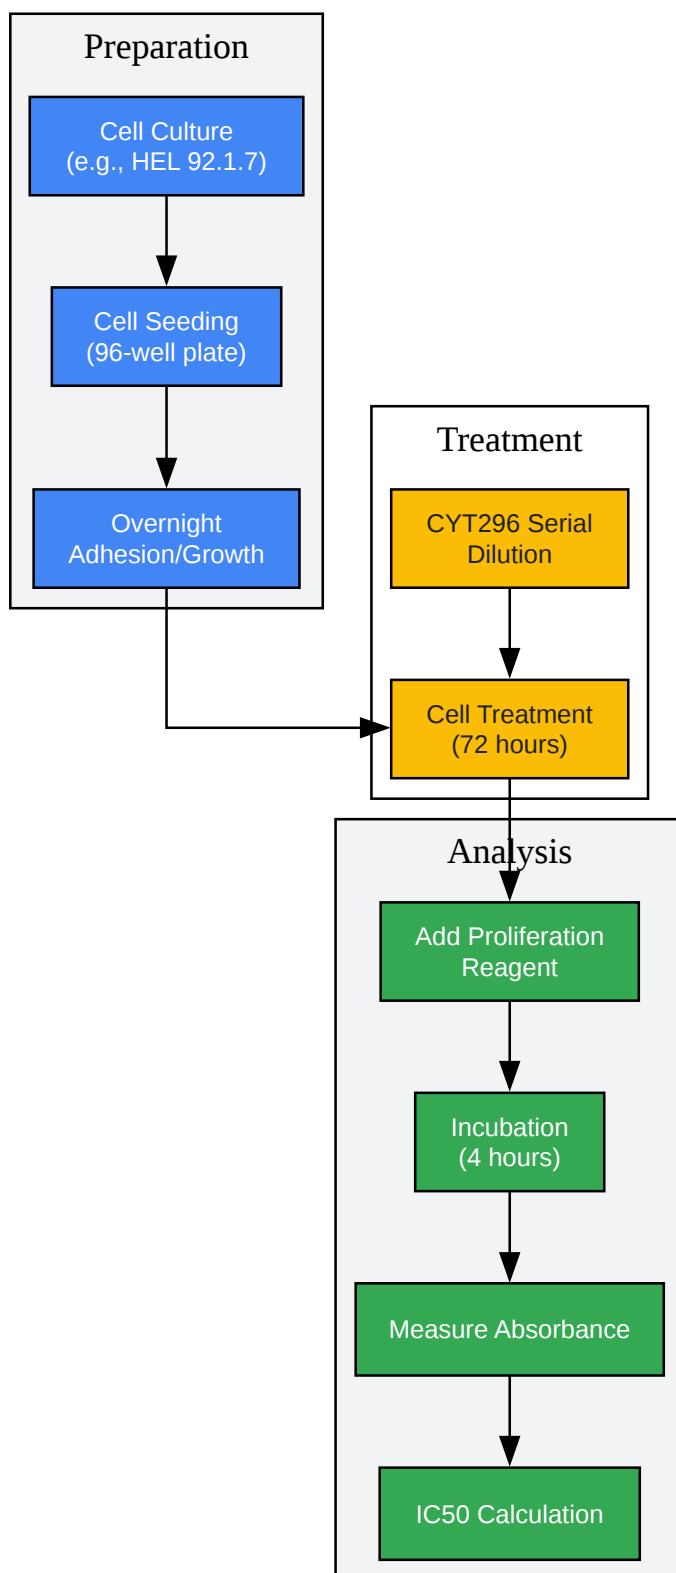 Preparation
Cell Culture
(e.g., HEL 92.1.7)
Cell Seeding
(96-well plate)
Overnight
Adhesion/Growth
Treatment
CYT296 Serial
Dilution
Cell Treatment
(72 hours)
Analysis
Add Proliferation
Reagent
Incubation
(4 hours)
Measure Absorbance
IC50 Calculation